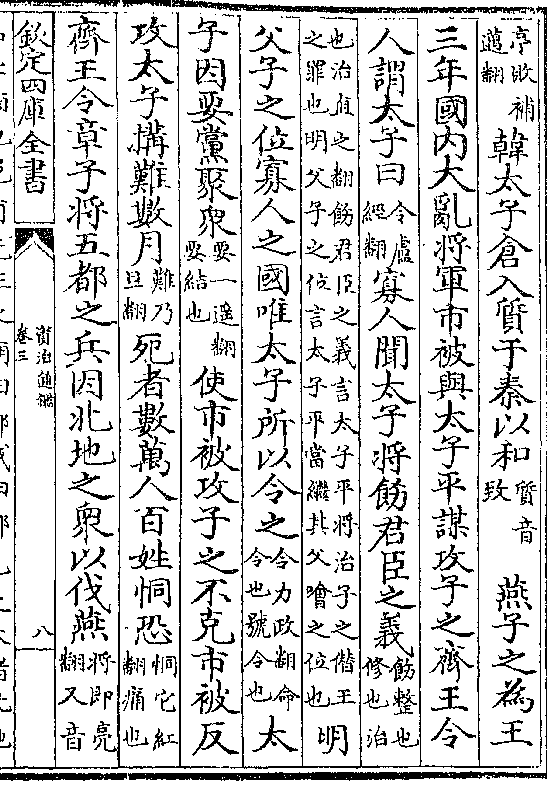 亭敗補邁翻韓太子倉入質于秦以和質音致　燕子之為王
三年國内大亂將軍市被與太子平謀攻子之齊王令
人謂太子曰令盧經翻寡人聞太子將飭君臣之義飭整也修也治
也治直之翻飭君臣之義言太子平將治子之僭王之罪也明父子之位言太子平當繼其父噲之位也明
父子之位寡人之國唯太子所以令之令力政翻命令也號令也太
子因要黨聚衆要一遥翻要結也使市被攻子之不克市被反
攻太子搆難數月難乃旦翻死者數萬人百姓恫恐恫它紅翻痛也
齊王令章子將五都之兵因北地之衆以伐燕將即亮翻又音
欽定四庫全書
資治通鑑
卷三
八